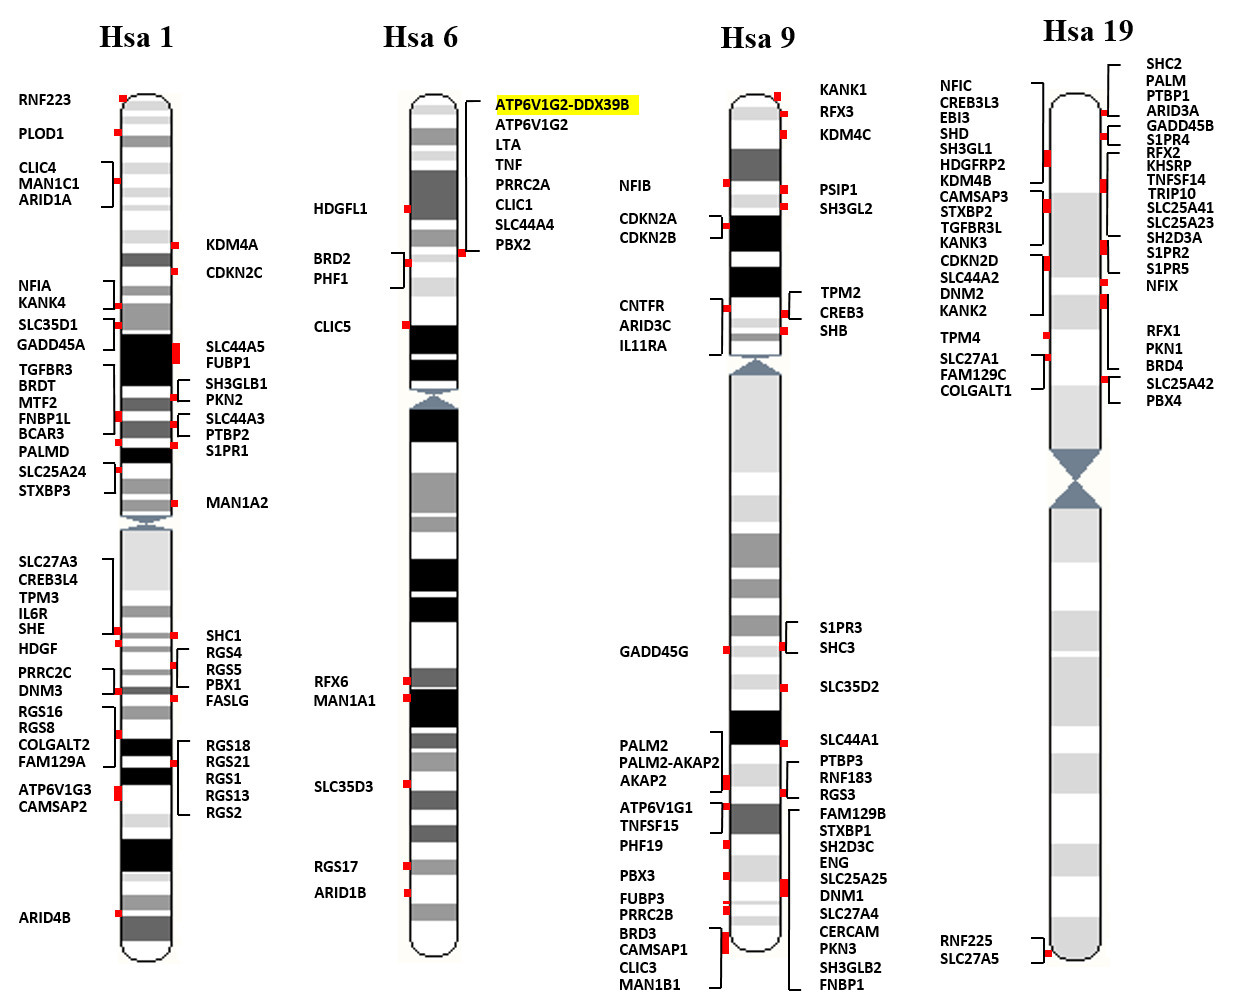 Hsa 1
RNF223
PLOD1
CLIC4
MAN1C1
ARID1A
NFIA
KANK4
SLC35D1
GADD45A
TGFBR3
BRDT
MTF2
FNBP1L
BCAR3
PALMD
SLC25A24
STXBP3
SLC27A3
CREB3L4
TPM3
IL6R
SHE
HDGF
PRRC2C
DNM3
RGS16
RGS8
COLGALT2
FAM129A
ATP6V1G3
CAMSAP2
ARID4B
KDM4A
CDKN2C
SLC44A5
FUBP1
SH3GLB1
PKN2
SLC44A3
PTBP2
S1PR1
MAN1A2
SHC1
RGS4
RGS5
PBX1
FASLG
RGS18
RGS21
RGS1
RGS13
RGS2
Hsa 6
HDGFL1
BRD2
PHF1
CLIC5
RFX6
MAN1A1
SLC35D3
RGS17
ARID1B
ATP6V1G2-DDX39B
ATP6V1G2
LTA
TNF
PRRC2A
CLIC1
SLC44A4
PBX2
Hsa 9
NFIB
CDKN2A
CDKN2B
CNTFR
ARID3C
IL11RA
GADD45G
PALM2
PALM2-AKAP2
AKAP2
ATP6V1G1
TNFSF15
PHF19
PBX3
FUBP3
PRRC2B
BRD3
CAMSAP1
CLIC3
MAN1B1
KANK1
RFX3
KDM4C
PSIP1
SH3GL2
TPM2
CREB3
SHB
S1PR3
SHC3
SLC35D2
SLC44A1
PTBP3
RNF183
RGS3
FAM129B
STXBP1
SH2D3C
ENG
SLC25A25
DNM1
SLC27A4
CERCAM
PKN3
SH3GLB2
FNBP1
Hsa 19
NFIC
CREB3L3
EBI3
SHD
SH3GL1
HDGFRP2
KDM4B
CAMSAP3
STXBP2
TGFBR3L
KANK3
CDKN2D
SLC44A2
DNM2
KANK2
TPM4
SLC27A1
FAM129C
COLGALT1
RNF225
SLC27A5
SHC2
PALM
PTBP1
ARID3A
GADD45B
S1PR4
RFX2
KHSRP
TNFSF14
TRIP10
SLC25A41
SLC25A23
SH2D3A
S1PR2
S1PR5
NFIX
RFX1
PKN1
BRD4
SLC25A42
PBX4